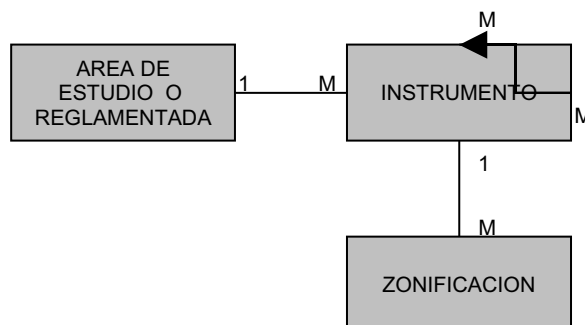 M
AREA DE
ESTUDIO O
REGLAMENTADA
1 M
INSTRUMENTO
M
1
M
ZONIFICACION